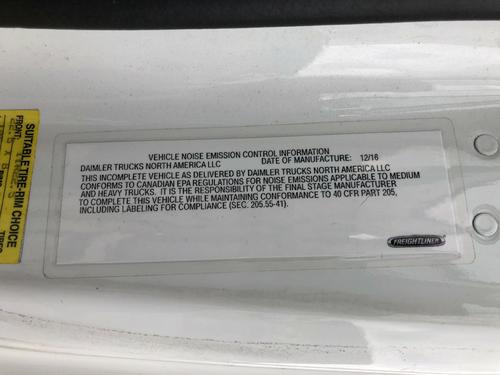 VEHICLE NOISE EMISSION CONTROL INFORMATION
DAIMLER TRUCKS NORTH AMERICA LLC DATE OF MANUFACTURE: 12/16
THIS INCOMPLETE VEHICLE AS DELIVERED BY DAIMLER TRUCKS NORTH AMERICA LLC
CONFORMS TO CANADIAN EPA REGULATIONS FOR NOISE EMISSIONS APPLICABLE TO MEDIUM
AND HEAVY TRUCKS. IT IS THE RESPONSIBILITY OF THE FINAL STAGE MANUFACTURER
TO COMPLETE THIS VEHICLE WHILE MAINTAINING CONFORMANCE TO 40 CFR PART 205,
INCLUDING LABELING FOR COMPLIANCE (SEC. 205.55-41).
FREIGHTLINER
SUITABLE TIRE-RIM CHOICE
FRONT:
TIRES